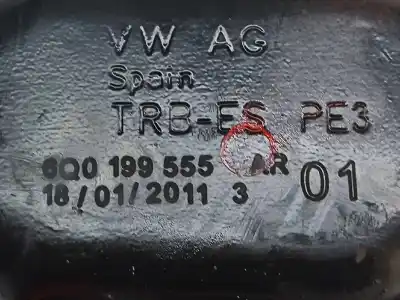 VW AG
Spain
TRB-ES PE3
6Q0 199 555 AR 01
18/01/2011 3